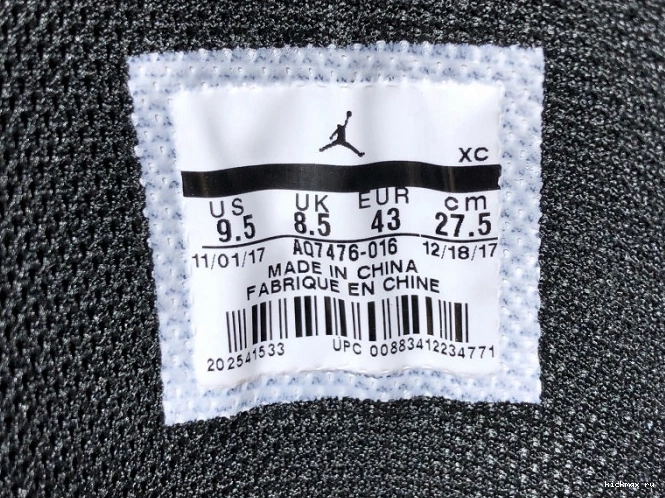 XC
US UK EUR cm
9.5 8.5 43 27.5
11/01/17 AQ7476-016 12/18/17
MADE IN CHINA
FABRIQUE EN CHINE
202541533 UPC 00883412234771
kickmax.ru